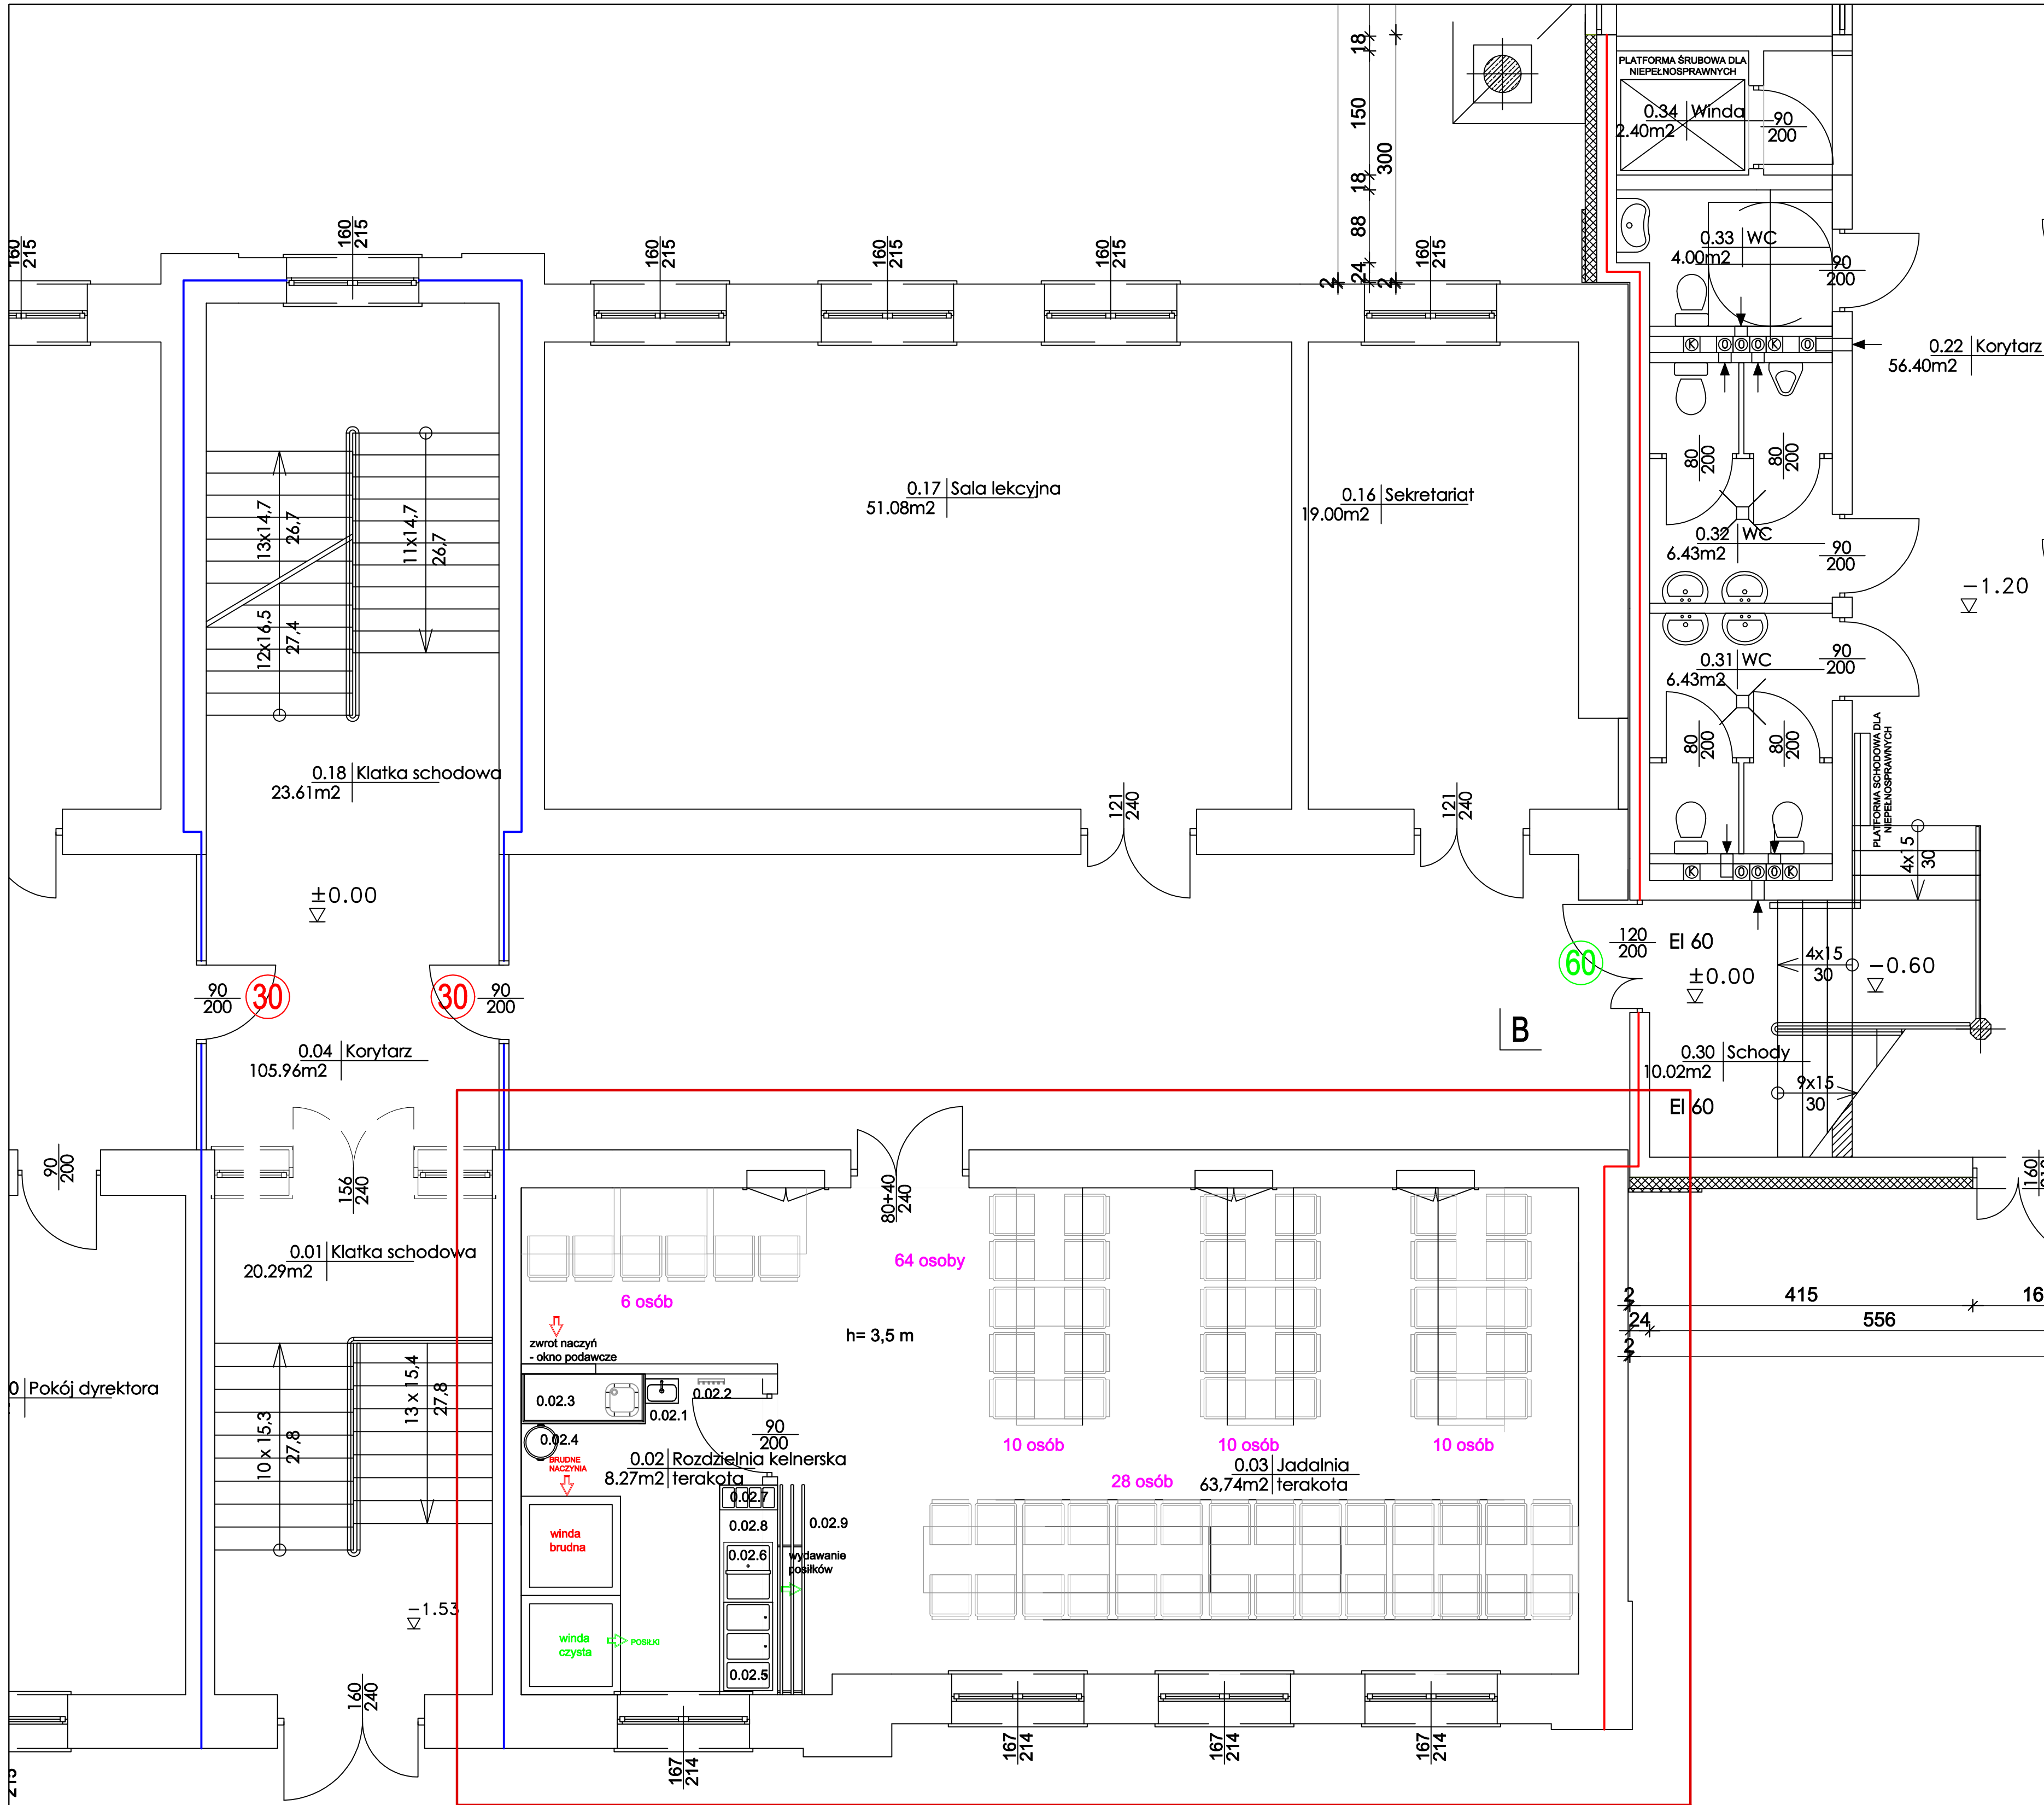 18
150
300
18
88
24
2
2
PLATFORMA ŚRUBOWA DLA
NIEPEŁNOSPRAWNYCH
0.34 Winda
2.40m2
90
200
0.33 WC
4.00m2
90
200
K O O O K O
0.22 Korytarz
56.40m2
160
215
160
215
160
215
160
215
160
215
160
215
80
200
80
200
0.17 Sala lekcyjna
51.08m2
0.16 Sekretariat
19.00m2
13x14,7
26,7
11x14,7
26,7
12x16,5
27,4
0.32 WC
6.43m2
90
200
-1.20
0.31 WC
6.43m2
90
200
80
200
80
200
PLATFORMA SCHODOWA DLA
NIEPEŁNOSPRAWNYCH
0.18 Klatka schodowa
23.61m2
121
240
121
240
K O O O K
4x15
30
±0.00
120
200
EI 60
60
±0.00
4x15
30
-0.60
90
200
30
30
90
200
B
0.04 Korytarz
105.96m2
0.30 Schody
10.02m2
9x15
30
EI 60
90
200
156
240
80+40
240
160
0.01 Klatka schodowa
20.29m2
64 osoby
6 osób
h= 3,5 m
2
415
16
24
556
2
zwrot naczyń
- okno podawcze
0 Pokój dyrektora
0.02.3
0.02.2
0.02.1
0.02.4
90
200
13 x 15,4
27,8
10 x 15,3
27,8
10 osób
10 osób
10 osób
BRUDNE
NACZYNIA
0.02 Rozdzielnia kelnerska
8.27m2 terakota
0.03 Jadalnia
63,74m2 terakota
28 osób
0.02.7
0.02.8
0.02.9
winda
brudna
0.02.6
wydawanie
posiłków
-1.53
winda
czysta
POSIŁKI
0.02.5
160
240
167
214
167
214
167
214
167
214